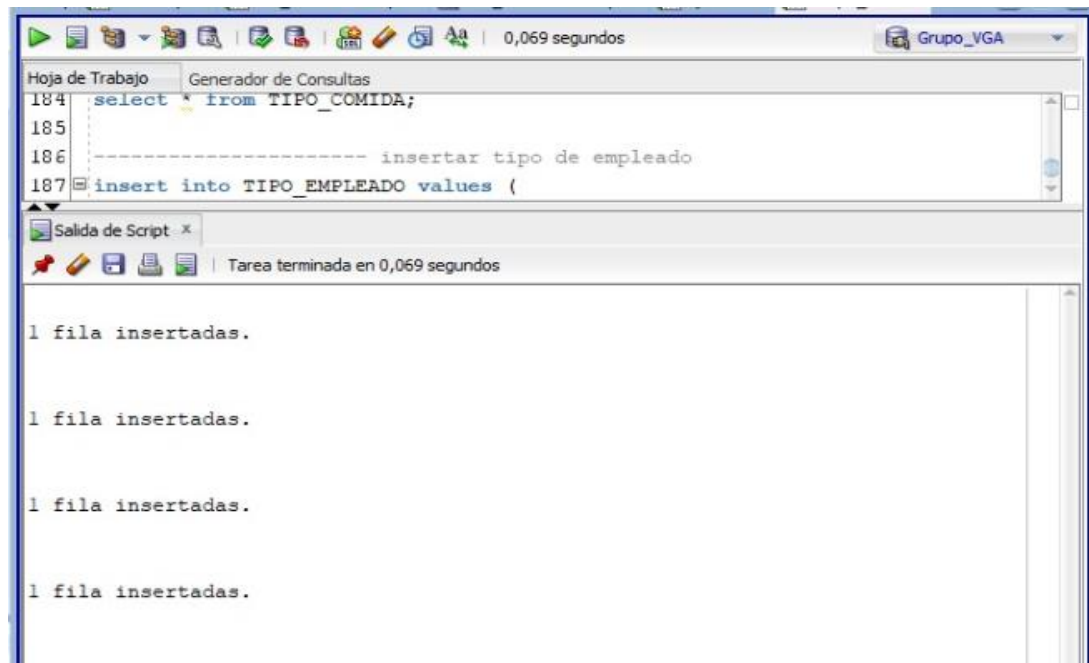 0,069 segundos
Grupo_VGA
Hoja de Trabajo Generador de Consultas
184 select * from TIPO_COMIDA;
185
186 ---------------------- insertar tipo de empleado
187 insert into TIPO_EMPLEADO values (
Salida de Script x
Tarea terminada en 0,069 segundos
1 fila insertadas.
1 fila insertadas.
1 fila insertadas.
1 fila insertadas.